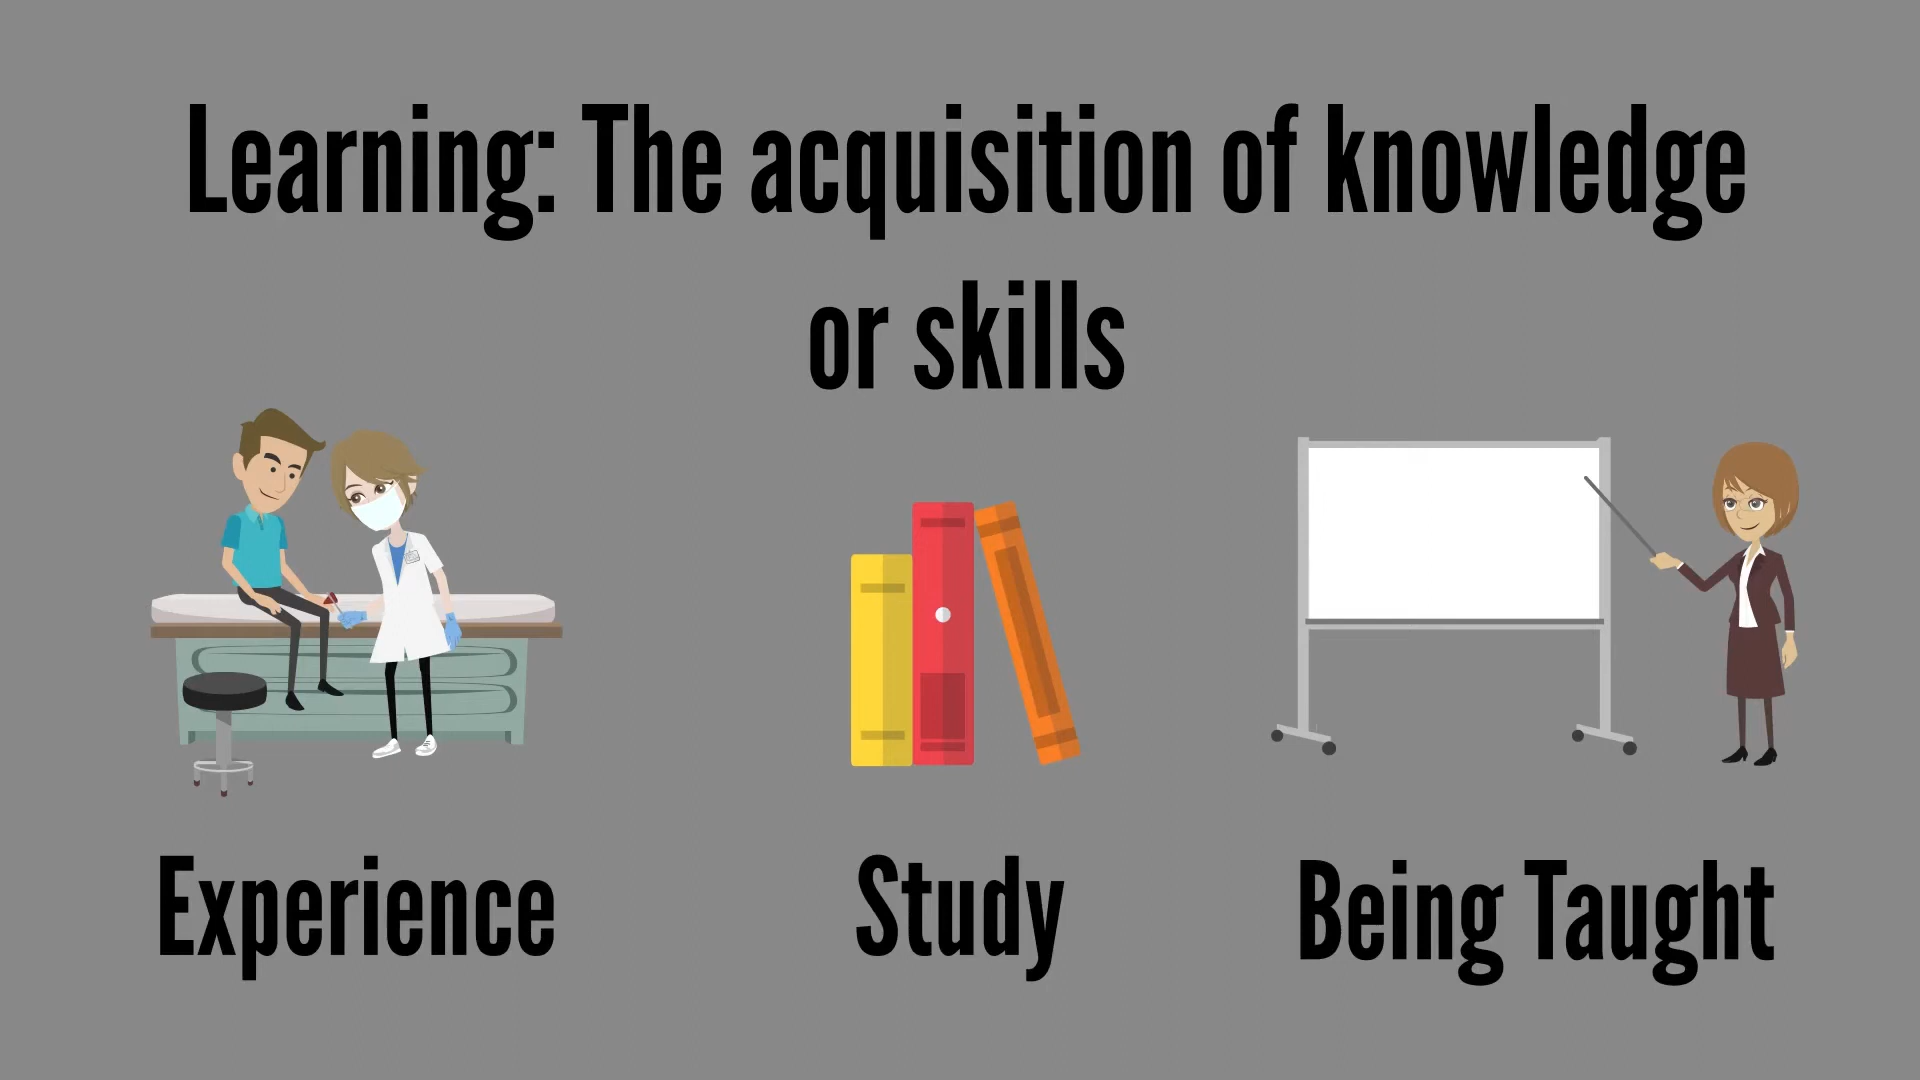 Learning: The acquisition of knowledge
or skills
Experience
Study
Being Taught